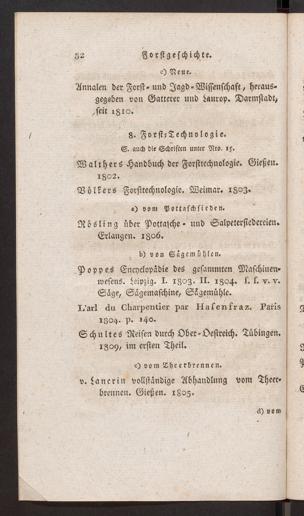 32 Forstgeschichte.
c) Neue.
Annalen der Forst- und Jagd-Wissenschaft, heraus-
gegeben von Gatterer und Laurop. Darmstadt,
seit 1810.
8. Forst-Technologie.
S. auch die Schriften unter Nro. 15.
Walthers Handbuch der Forsttechnologie. Gießen.
1802.
Völkers Forsttechnologie. Weimar. 1803.
a) vom Pottaschsieden.
Rösling über Pottasche- und Salpetersiedereien.
Erlangen. 1806.
b) von Sägemühlen.
Poppes Encyclopädie des gesammten Maschinen-
wesens. Leipzig. I. 1803. II. 1804. s. s. v. v.
Säge, Sägemaschine, Sägemühle.
L'arl du Charpentier par Hasenfraz. Paris
1804. p. 140.
Schultes Reisen durch Ober-Oestreich. Tübingen.
1809, im ersten Theil.
c) vom Theerbrennen.
v. Lancrin vollständige Abhandlung vom Theer-
brennen. Gießen. 1805.
d) vom